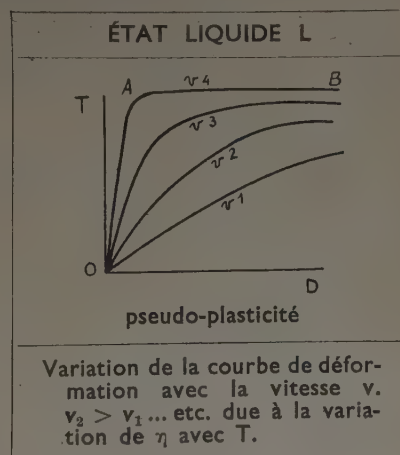 ÉTAT LIQUIDE L
A v4 B
T
v3
v2
v1
O
D
pseudo-plasticité
Variation de la courbe de défor-
mation avec la vitesse v.
v₂ > v₁ ... etc. due à la varia-
tion de η avec T.